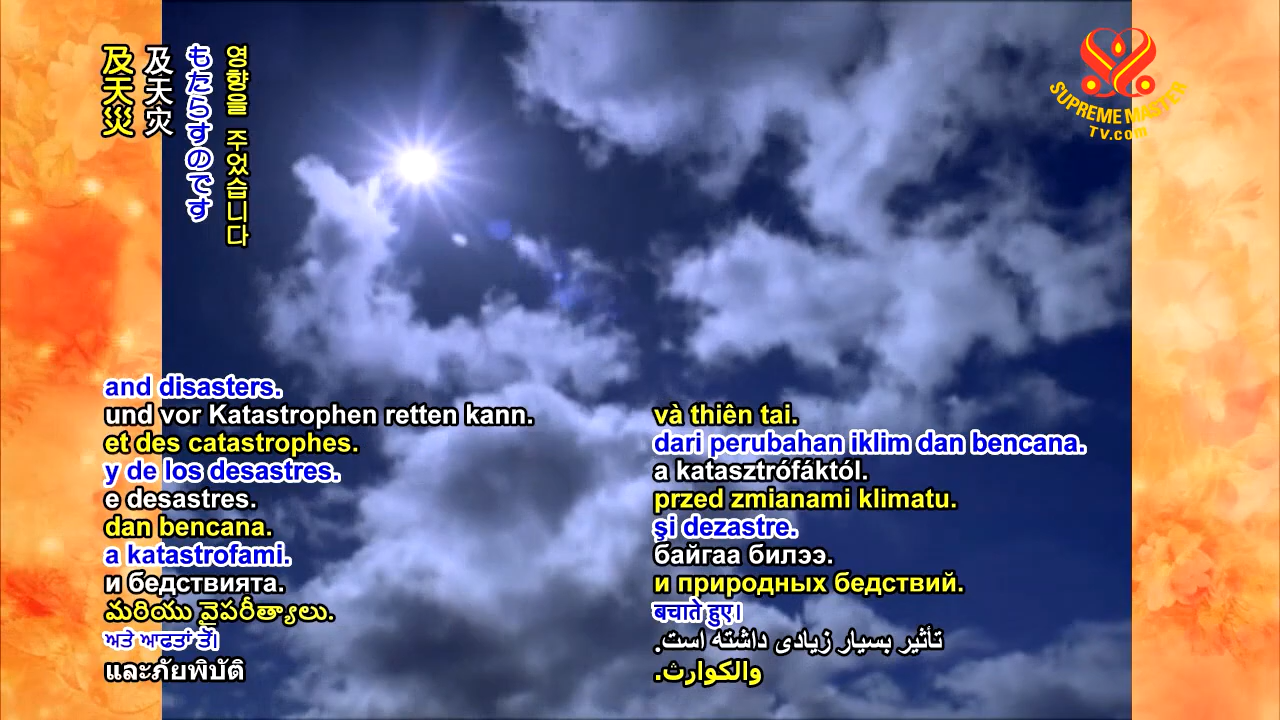 영향을 주었습니다
もたらすのです
及天灾
及天災
SUPREME MASTER
TV.com
and disasters.
und vor Katastrophen retten kann.
et des catastrophes.
y de los desastres.
e desastres.
dan bencana.
a katastrofami.
и бедствията.
మరియు వైపరీత్యాలు.
ਅਤੇ ਆਫਤਾਂ ਤੋਂ।
และภัยพิบัติ
và thiên tai.
dari perubahan iklim dan bencana.
a katasztrófáktól.
przed zmianami klimatu.
şi dezastre.
байгаа билээ.
и природных бедствий.
बचाते हुए।
تأثیر بسیار زیادی داشته است.
والكوارث.